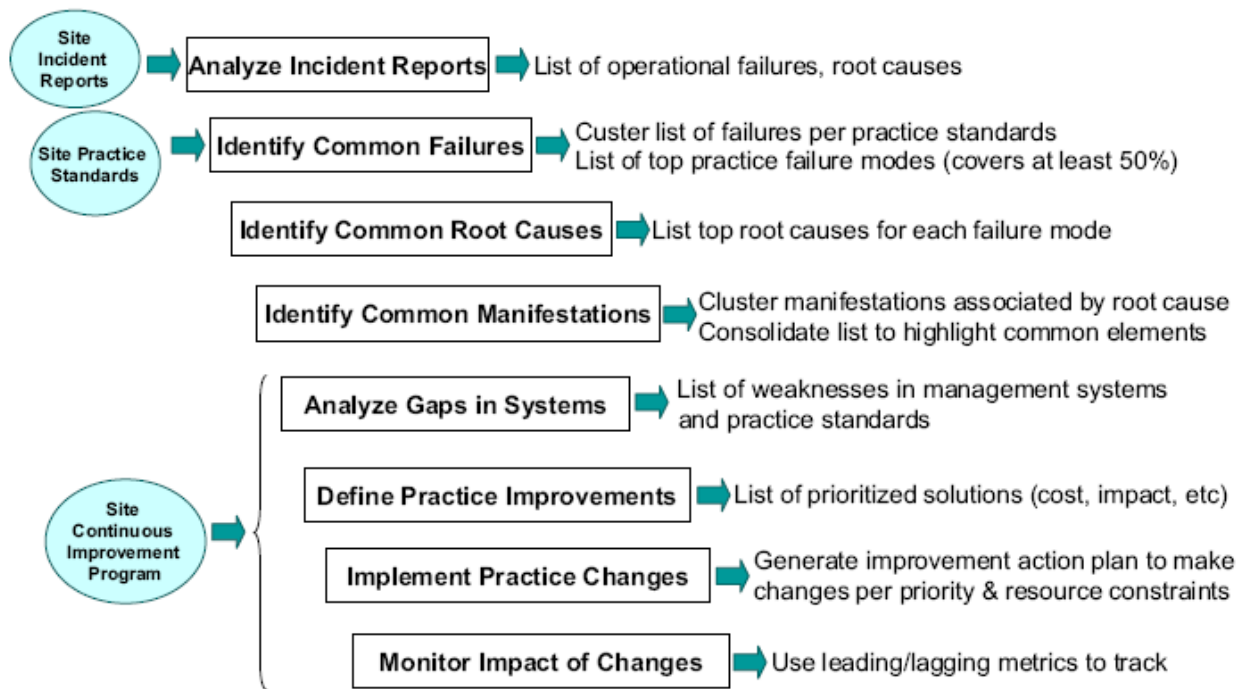 Site
Incident
Reports
Analyze Incident Reports
List of operational failures, root causes
Site Practice
Standards
Identify Common Failures
Custer list of failures per practice standards
List of top practice failure modes (covers at least 50%)
Identify Common Root Causes
List top root causes for each failure mode
Identify Common Manifestations
Cluster manifestations associated by root cause
Consolidate list to highlight common elements
Analyze Gaps in Systems
List of weaknesses in management systems
and practice standards
Site
Continuous
Improvement
Program
Define Practice Improvements
List of prioritized solutions (cost, impact, etc)
Implement Practice Changes
Generate improvement action plan to make
changes per priority & resource constraints
Monitor Impact of Changes
Use leading/lagging metrics to track